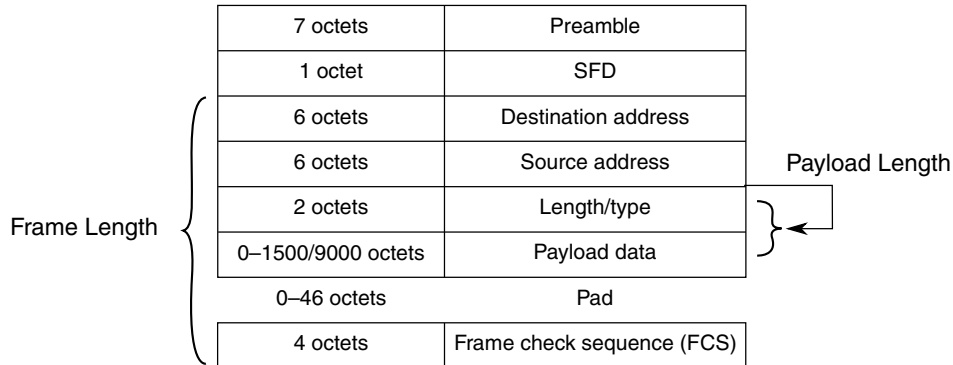 7 octets Preamble
1 octet SFD
6 octets Destination address
6 octets Source address
Payload Length
2 octets Length/type
Frame Length
0–1500/9000 octets Payload data
0–46 octets Pad
4 octets Frame check sequence (FCS)